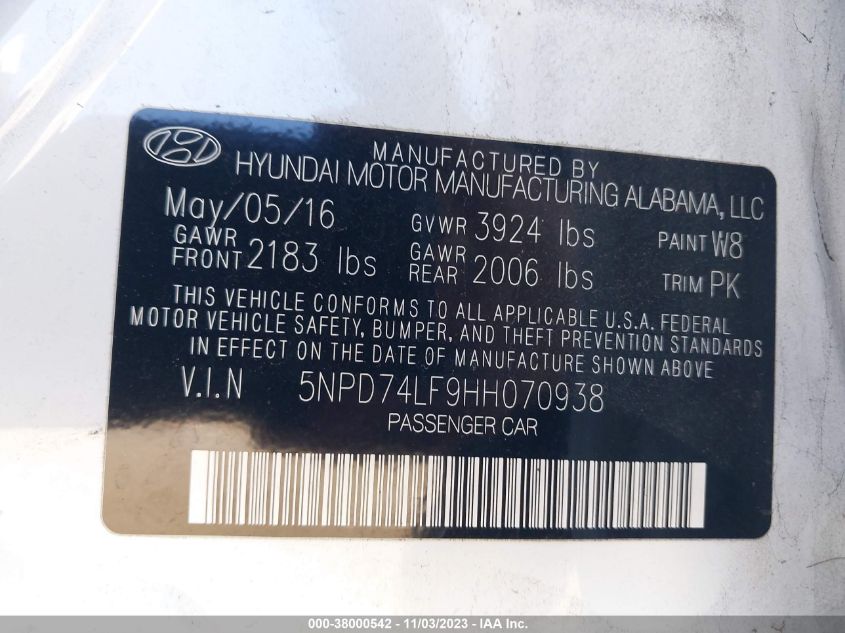 MANUFACTURED BY
HYUNDAI MOTOR MANUFACTURING ALABAMA, LLC
May/05/16 GVWR 3924 lbs PAINT W8
GAWR FRONT 2183 lbs GAWR REAR 2006 lbs TRIM PK
THIS VEHICLE CONFORMS TO ALL APPLICABLE U.S.A. FEDERAL
MOTOR VEHICLE SAFETY, BUMPER, AND THEFT PREVENTION STANDARDS
IN EFFECT ON THE DATE OF MANUFACTURE SHOWN ABOVE
V.I.N 5NPD74LF9HH070938
PASSENGER CAR
000-38000542 - 11/03/2023 - IAA Inc.